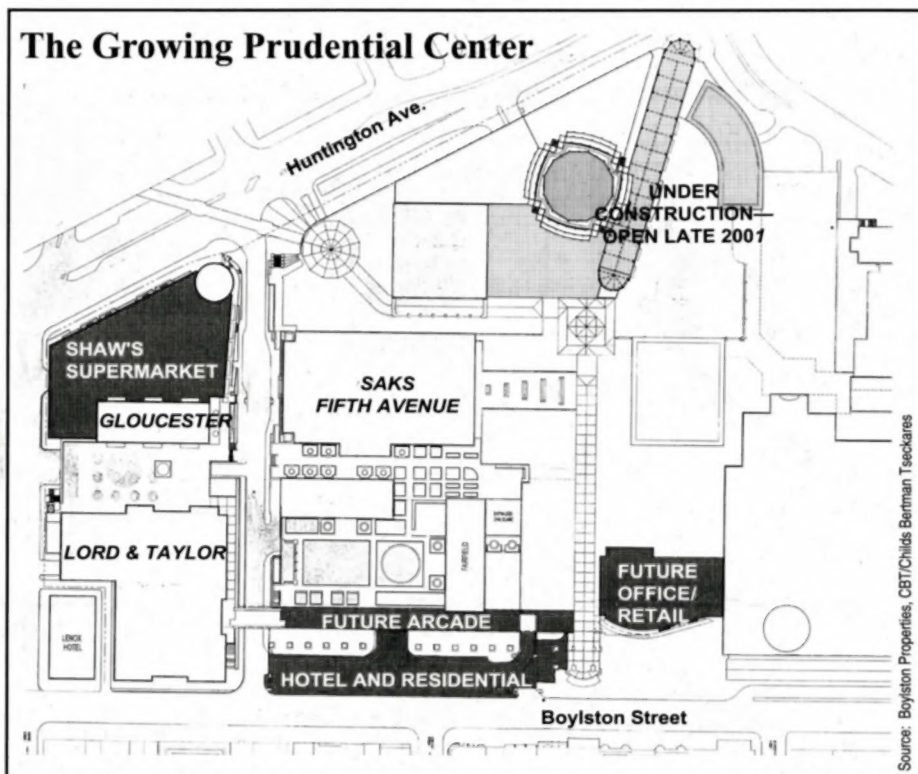 The Growing Prudential Center
Huntington Ave.
UNDER
CONSTRUCTION—
OPEN LATE 2001
SHAW'S
SUPERMARKET
GLOUCESTER
SAKS
FIFTH AVENUE
LORD & TAYLOR
FAIRFIELD
LENOX
HOTEL
FUTURE
OFFICE/
RETAIL
FUTURE ARCADE
HOTEL AND RESIDENTIAL
Boylston Street
Source: Boylston Properties, CBT/Childs Bertman Tseckares